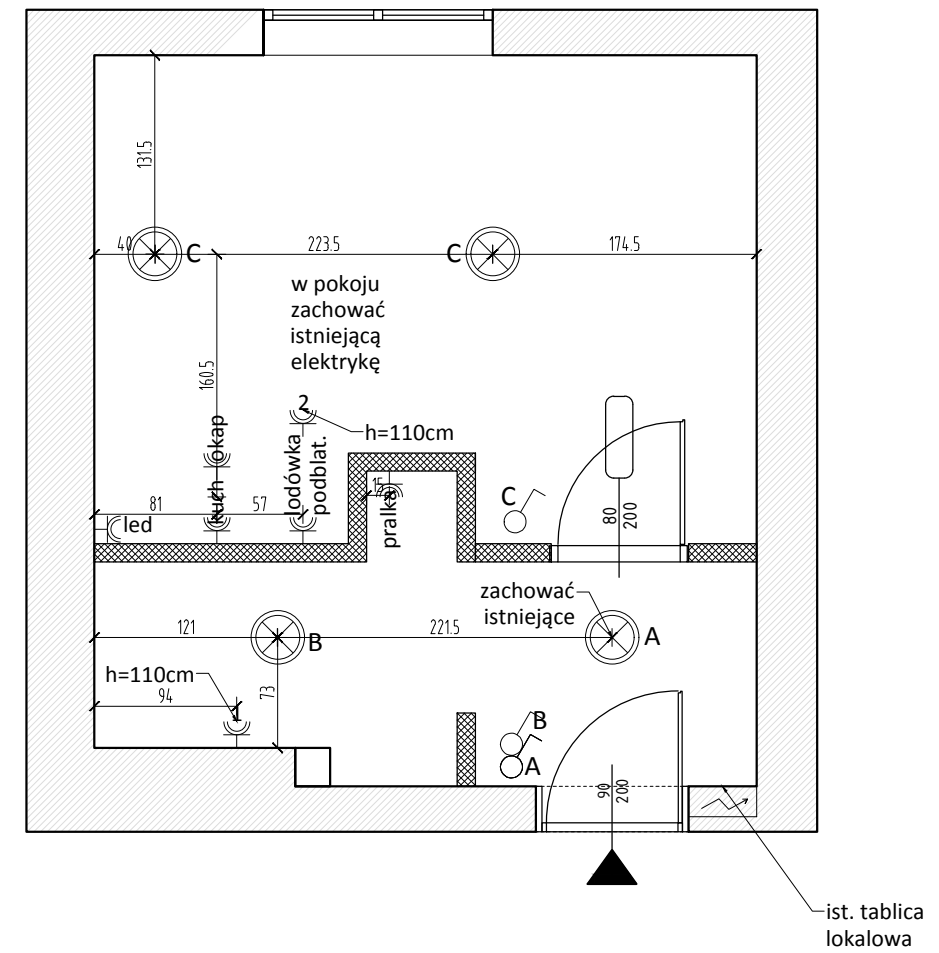 131.5
40
C
223.5
C
174.5
w pokoju
zachować
istniejącą
elektrykę
160.5
2
h=110cm
okap
kuch
lodówka
podblat.
81
57
15
pralka
led
C
80
200
zachować
istniejące
121
B
221.5
A
h=110cm
94
1
73
B
A
90
200
ist. tablica
lokalowa